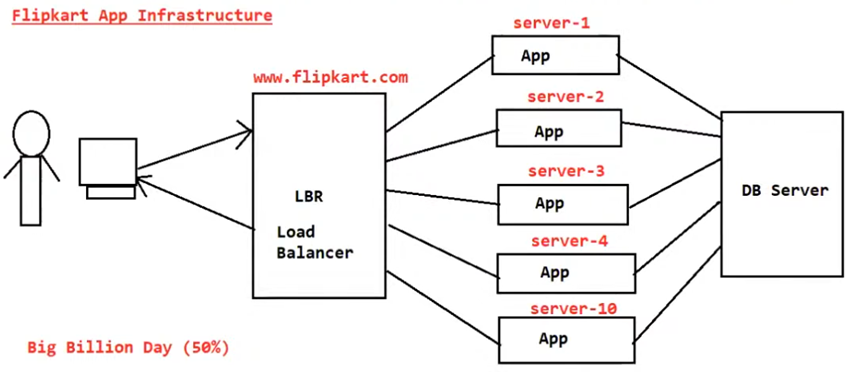 Flipkart App Infrastructure
www.flipkart.com
LBR
Load
Balancer
server-1
App
server-2
App
server-3
App
server-4
App
server-10
App
DB Server
Big Billion Day (50%)